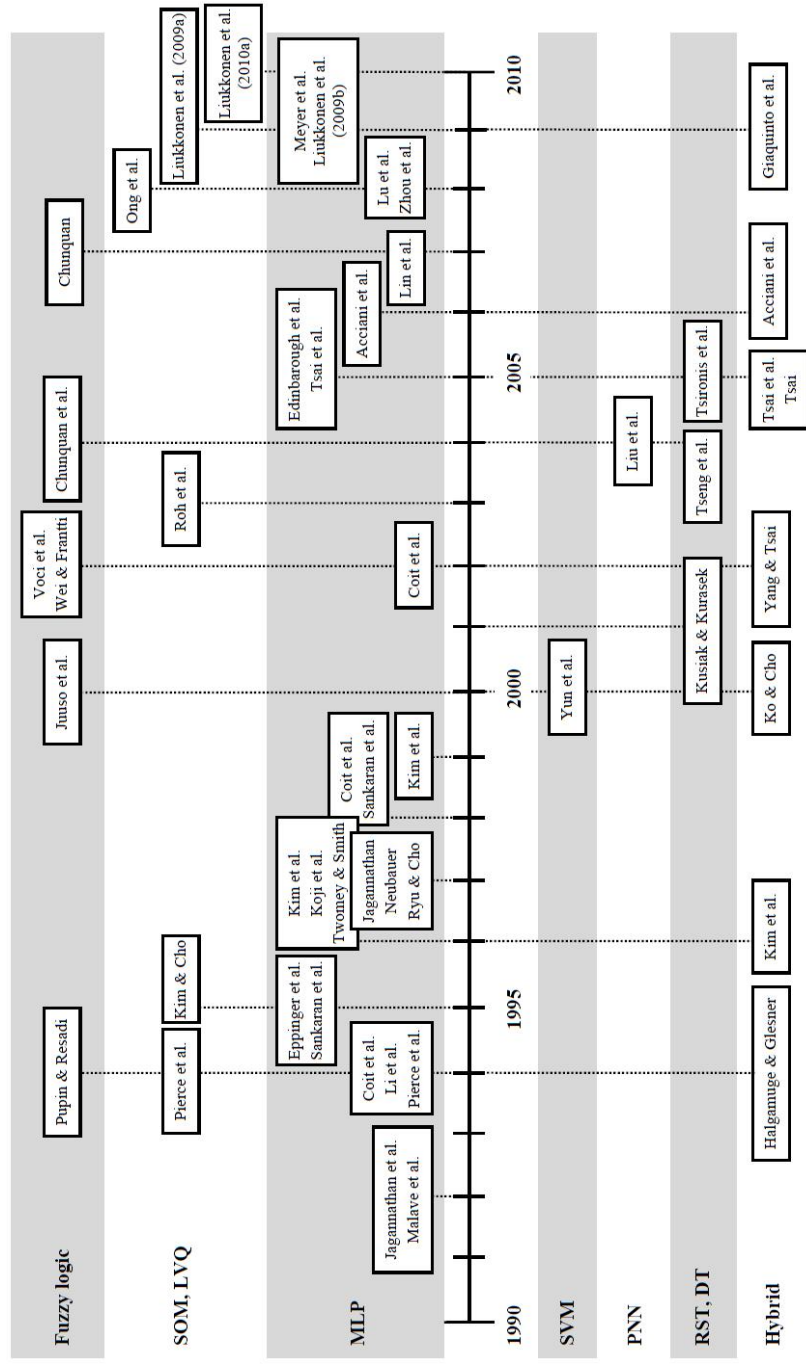 Fuzzy logic
Pupin & Resadi
Juuso et al.
Voci et al.
Wei & Frantti
Chunquan et al.
Chunquan
SOM, LVQ
Pierce et al.
Kim & Cho
Roh et al.
Ong et al.
Liukkonen et al. (2009a)
Liukkonen et al.
(2010a)
MLP
Jagannathan et al.
Malave et al.
Coit et al.
Li et al.
Pierce et al.
Eppinger et al.
Sankaran et al.
Kim et al.
Koji et al.
Twomey & Smith
Jagannathan
Neubauer
Ryu & Cho
Coit et al.
Sankaran et al.
Kim et al.
Coit et al.
Edinbarough et al.
Tsai et al.
Acciani et al.
Lin et al.
Lu et al.
Zhou et al.
Meyer et al.
Liukkonen et al.
(2009b)
1990
1995
2000
2005
2010
SVM
Yun et al.
PNN
Liu et al.
RST, DT
Kusiak & Kurasek
Tseng et al.
Tsironis et al.
Hybrid
Halgamuge & Glesner
Kim et al.
Ko & Cho
Yang & Tsai
Tsai et al.
Tsai
Acciani et al.
Giaquinto et al.